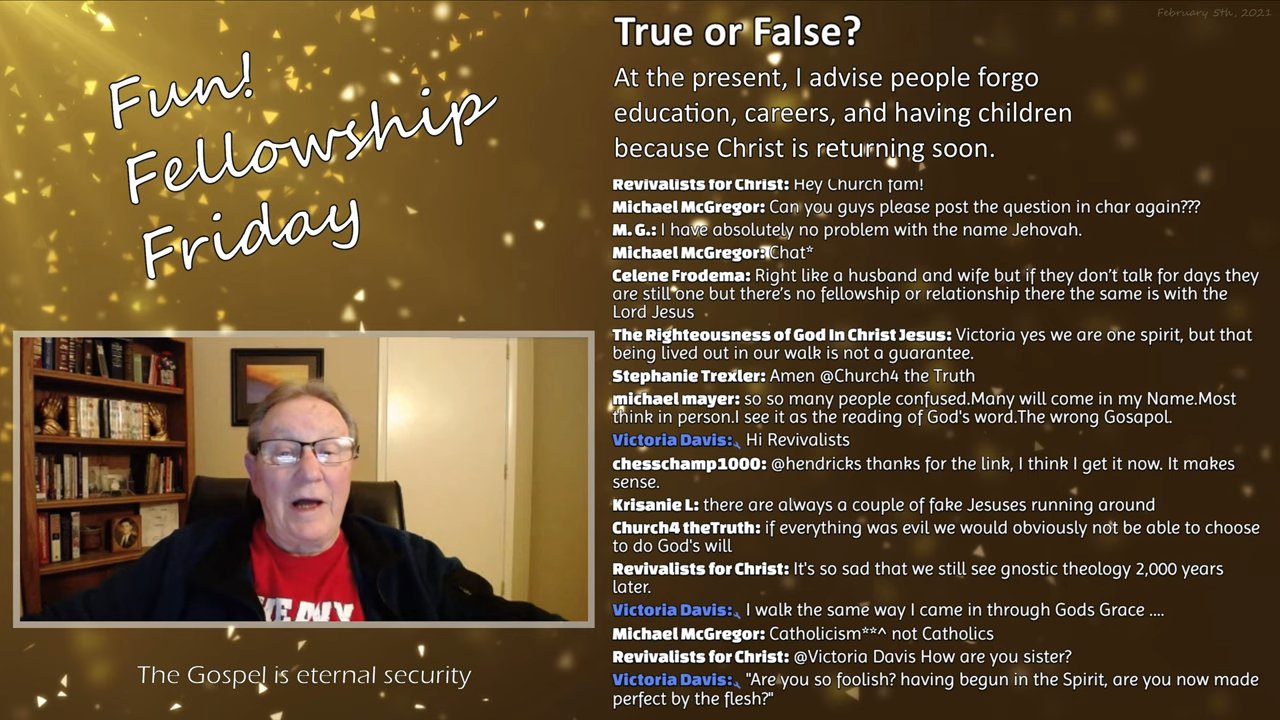 February 5th, 2021
Fun!
Fellowship
Friday
The Gospel is eternal security
True or False?
At the present, I advise people forgo
education, careers, and having children
because Christ is returning soon.
Revivalists for Christ: Hey Church fam!
Michael McGregor: Can you guys please post the question in char again???
M. G.: I have absolutely no problem with the name Jehovah.
Michael McGregor: Chat*
Celene Frodema: Right like a husband and wife but if they don't talk for days they
are still one but there's no fellowship or relationship there the same is with the
Lord Jesus
The Righteousness of God In Christ Jesus: Victoria yes we are one spirit, but that
being lived out in our walk is not a guarantee.
Stephanie Trexler: Amen @Church4 the Truth
michael mayer: so so many people confused.Many will come in my Name.Most
think in person.I see it as the reading of God's word.The wrong Gosapol.
Victoria Davis: Hi Revivalists
chesschamp1000: @hendricks thanks for the link, I think I get it now. It makes
sense.
Krisanie L: there are always a couple of fake Jesuses running around
Church4 theTruth: if everything was evil we would obviously not be able to choose
to do God's will
Revivalists for Christ: It's so sad that we still see gnostic theology 2,000 years
later.
Victoria Davis: I walk the same way I came in through Gods Grace ....
Michael McGregor: Catholicism**^ not Catholics
Revivalists for Christ: @Victoria Davis How are you sister?
Victoria Davis: "Are you so foolish? having begun in the Spirit, are you now made
perfect by the flesh?"